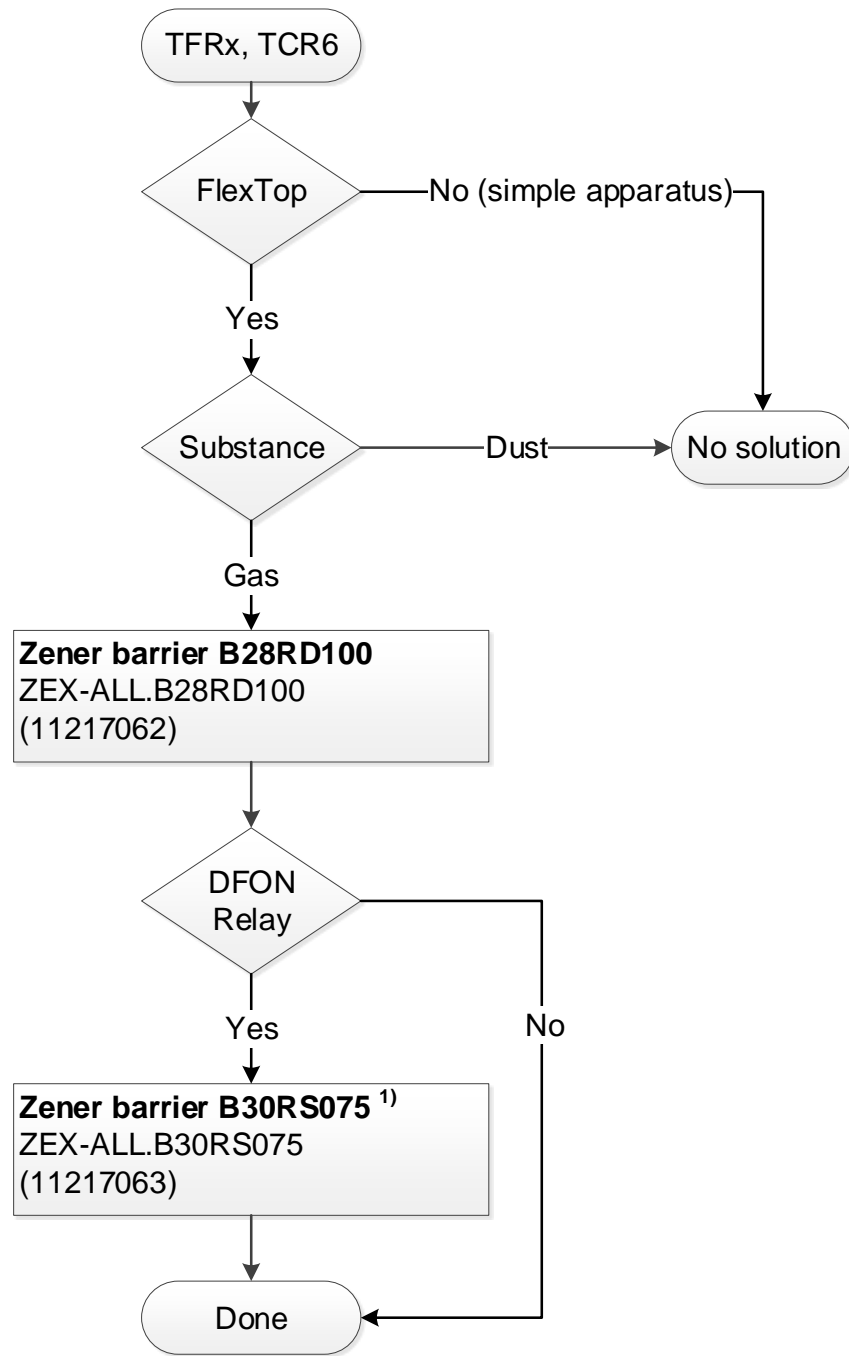 TFRx, TCR6
FlexTop
No (simple apparatus)
Yes
Substance
Dust
No solution
Gas
Zener barrier B28RD100
ZEX-ALL.B28RD100
(11217062)
DFON
Relay
Yes
No
Zener barrier B30RS075 1)
ZEX-ALL.B30RS075
(11217063)
Done